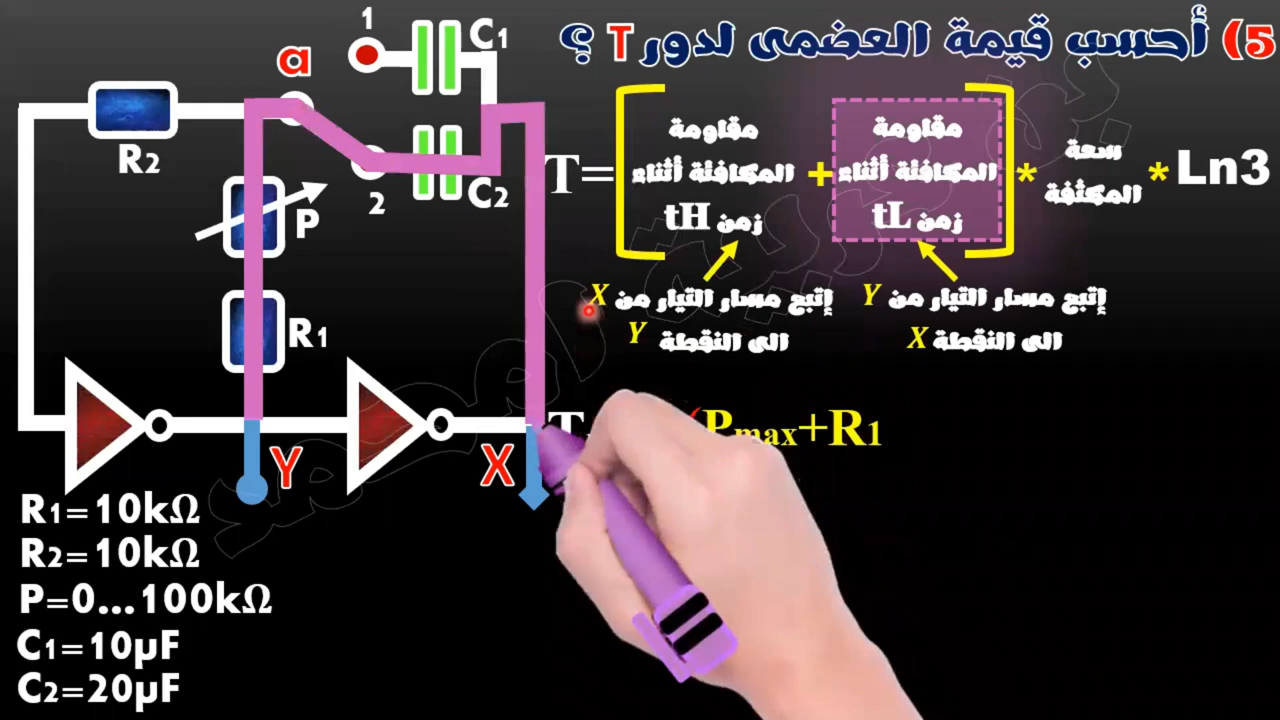 5) أحسب قيمة العضمى لدور T ؟
1
C1
a
R2
P
2
C2
R1
T=
مقاومة
المكافئة أثناء
زمن tH
+
مقاومة
المكافئة أثناء
زمن tL
*
سعة
المكثفة
* Ln3
إتبع مسار التيار من X
الى النقطة Y
إتبع مسار التيار من Y
الى النقطة X
Y
X
T
(Pmax+R1
R1=10kΩ
R2=10kΩ
P=0...100kΩ
C1=10µF
C2=20µF